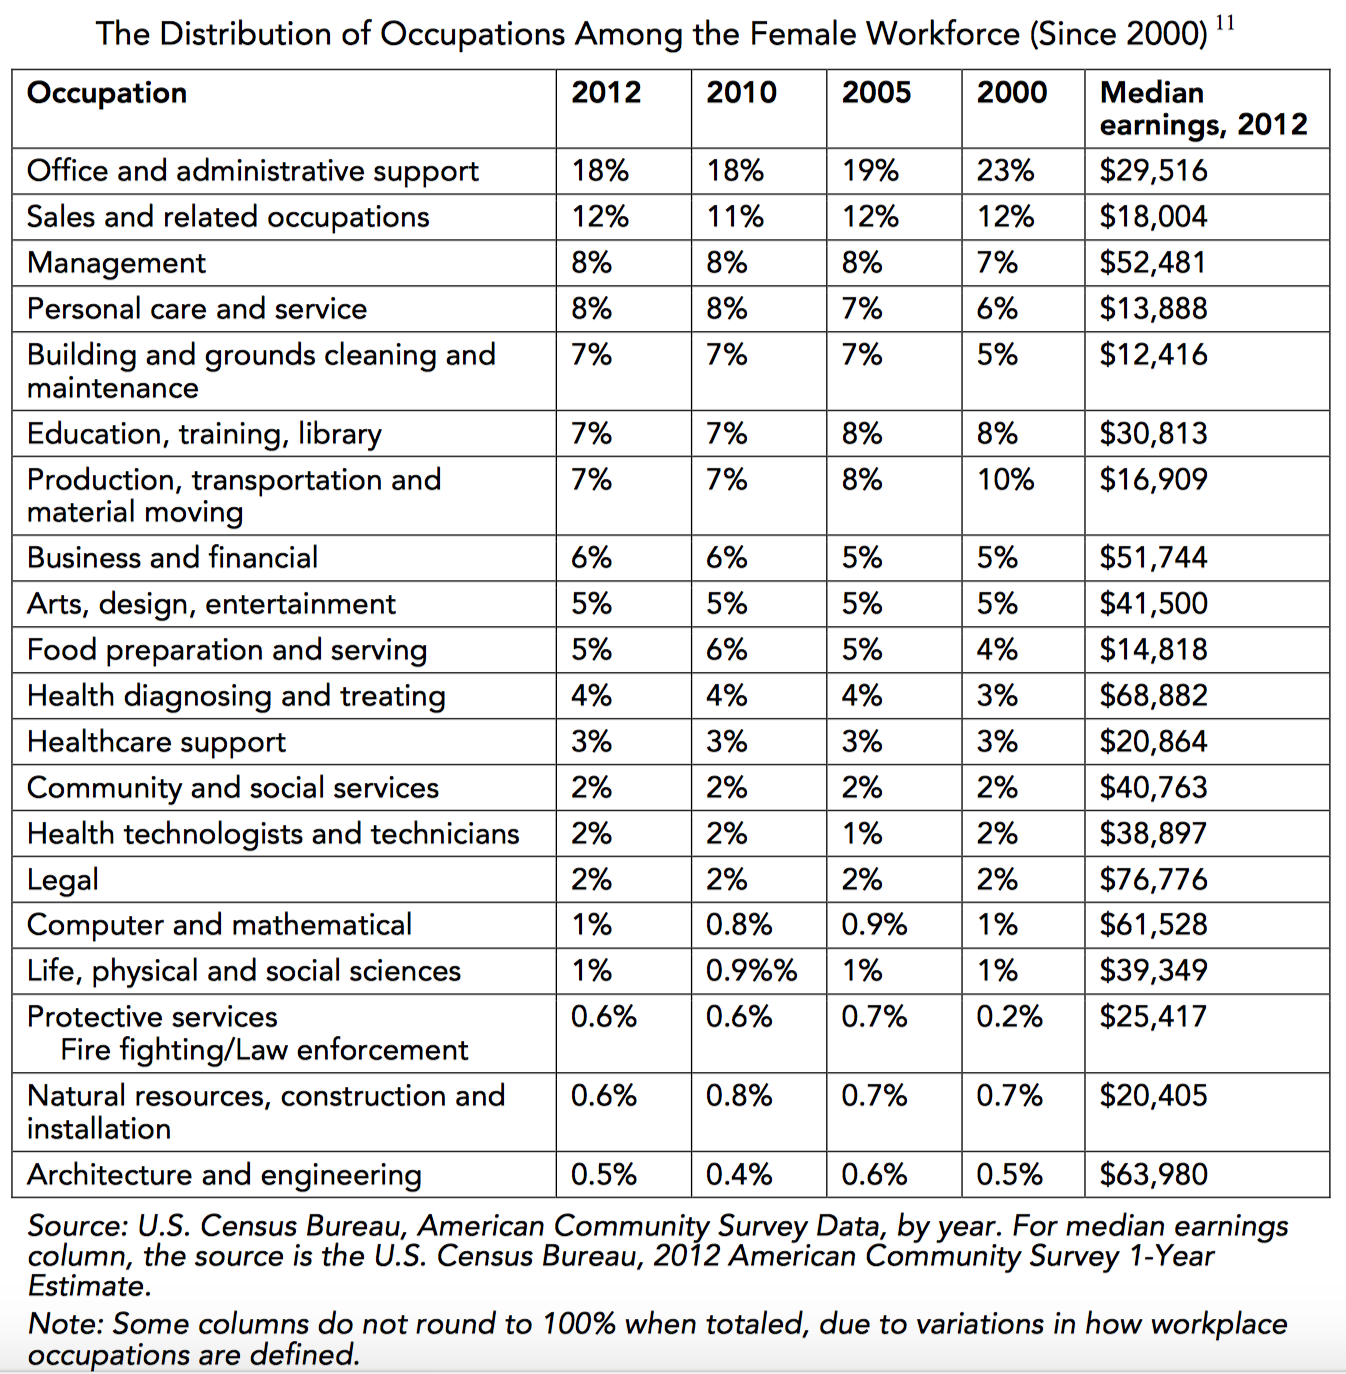 The Distribution of Occupations Among the Female Workforce (Since 2000) 11
Occupation 2012 2010 2005 2000 Median
earnings, 2012
Office and administrative support 18% 18% 19% 23% $29,516
Sales and related occupations 12% 11% 12% 12% $18,004
Management 8% 8% 8% 7% $52,481
Personal care and service 8% 8% 7% 6% $13,888
Building and grounds cleaning and 7% 7% 7% 5% $12,416
maintenance
Education, training, library 7% 7% 8% 8% $30,813
Production, transportation and 7% 7% 8% 10% $16,909
material moving
Business and financial 6% 6% 5% 5% $51,744
Arts, design, entertainment 5% 5% 5% 5% $41,500
Food preparation and serving 5% 6% 5% 4% $14,818
Health diagnosing and treating 4% 4% 4% 3% $68,882
Healthcare support 3% 3% 3% 3% $20,864
Community and social services 2% 2% 2% 2% $40,763
Health technologists and technicians 2% 2% 1% 2% $38,897
Legal 2% 2% 2% 2% $76,776
Computer and mathematical 1% 0.8% 0.9% 1% $61,528
Life, physical and social sciences 1% 0.9%% 1% 1% $39,349
Protective services 0.6% 0.6% 0.7% 0.2% $25,417
Fire fighting/Law enforcement
Natural resources, construction and 0.6% 0.8% 0.7% 0.7% $20,405
installation
Architecture and engineering 0.5% 0.4% 0.6% 0.5% $63,980
Source: U.S. Census Bureau, American Community Survey Data, by year. For median earnings
column, the source is the U.S. Census Bureau, 2012 American Community Survey 1-Year
Estimate.
Note: Some columns do not round to 100% when totaled, due to variations in how workplace
occupations are defined.